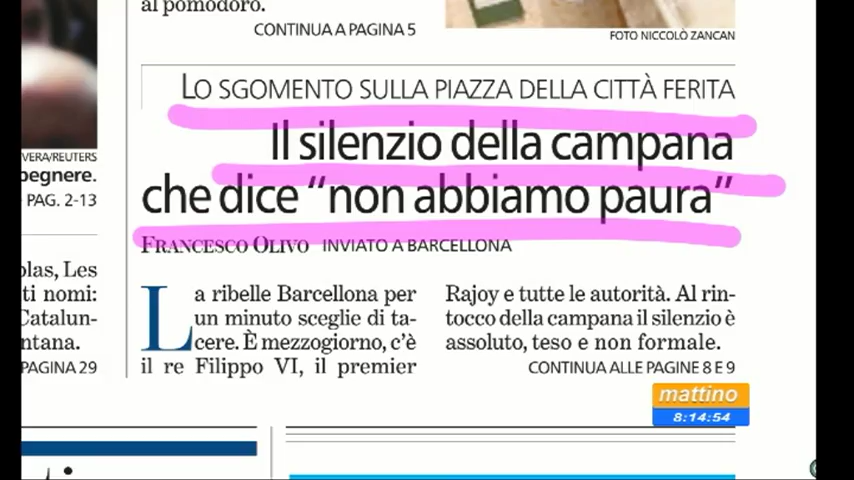 al pomodoro.
CONTINUA A PAGINA 5
FOTO NICCOLÒ ZANCAN
VERA/REUTERS
pegnere.
PAG. 2-13
LO SGOMENTO SULLA PIAZZA DELLA CITTÀ FERITA
Il silenzio della campana
che dice “non abbiamo paura”
FRANCESCO OLIVO INVIATO A BARCELLONA
La ribelle Barcellona per
un minuto sceglie di ta-
cere. È mezzogiorno, c’è
il re Filippo VI, il premier
Rajoy e tutte le autorità. Al rin-
tocco della campana il silenzio è
assoluto, teso e non formale.
CONTINUA ALLE PAGINE 8 E 9
olas, Les
ti nomi:
Catalun-
ntana.
PAGINA 29
mattino
8:14:54